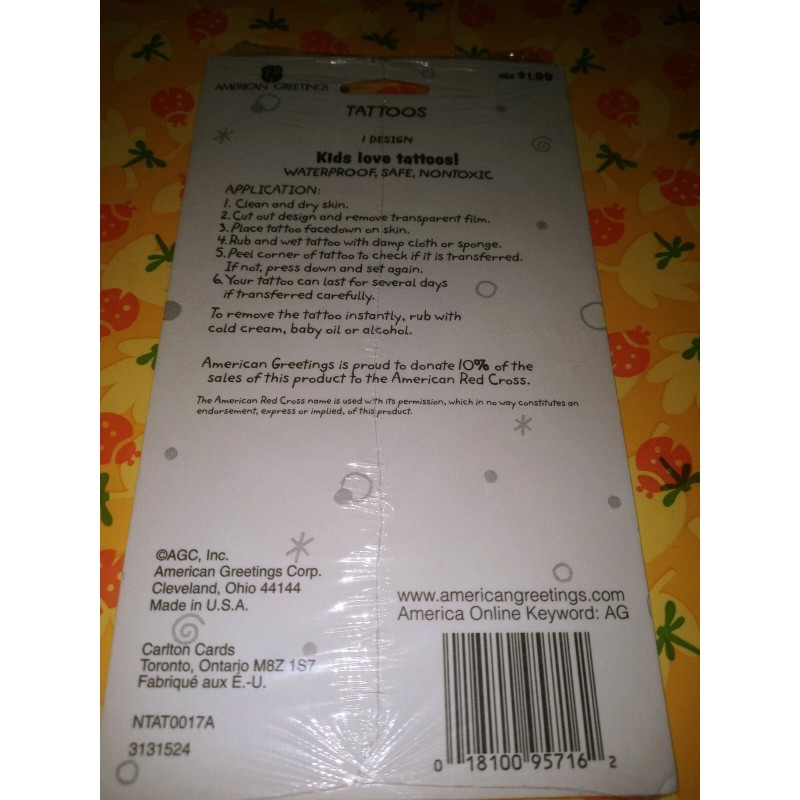 AMERICAN GREETINGS
USA $1.99
TATTOOS
1 DESIGN
Kids love tattoos!
WATERPROOF, SAFE, NONTOXIC
APPLICATION:
1. Clean and dry skin.
2. Cut out design and remove transparent film.
3. Place tattoo facedown on skin.
4. Rub and wet tattoo with damp cloth or sponge.
5. Peel corner of tattoo to check if it is transferred.
If not, press down and set again.
6. Your tattoo can last for several days
if transferred carefully.
To remove the tattoo instantly, rub with
cold cream, baby oil or alcohol.
American Greetings is proud to donate 10% of the
sales of this product to the American Red Cross.
The American Red Cross name is used with its permission, which in no way constitutes an
endorsement, express or implied, of this product.
©AGC, Inc.
American Greetings Corp.
Cleveland, Ohio 44144
Made in U.S.A.
Carlton Cards
Toronto, Ontario M8Z 1S7
Fabriqué aux É.-U.
NTAT0017A
3131524
www.americangreetings.com
America Online Keyword: AG
0 18100 95716 2